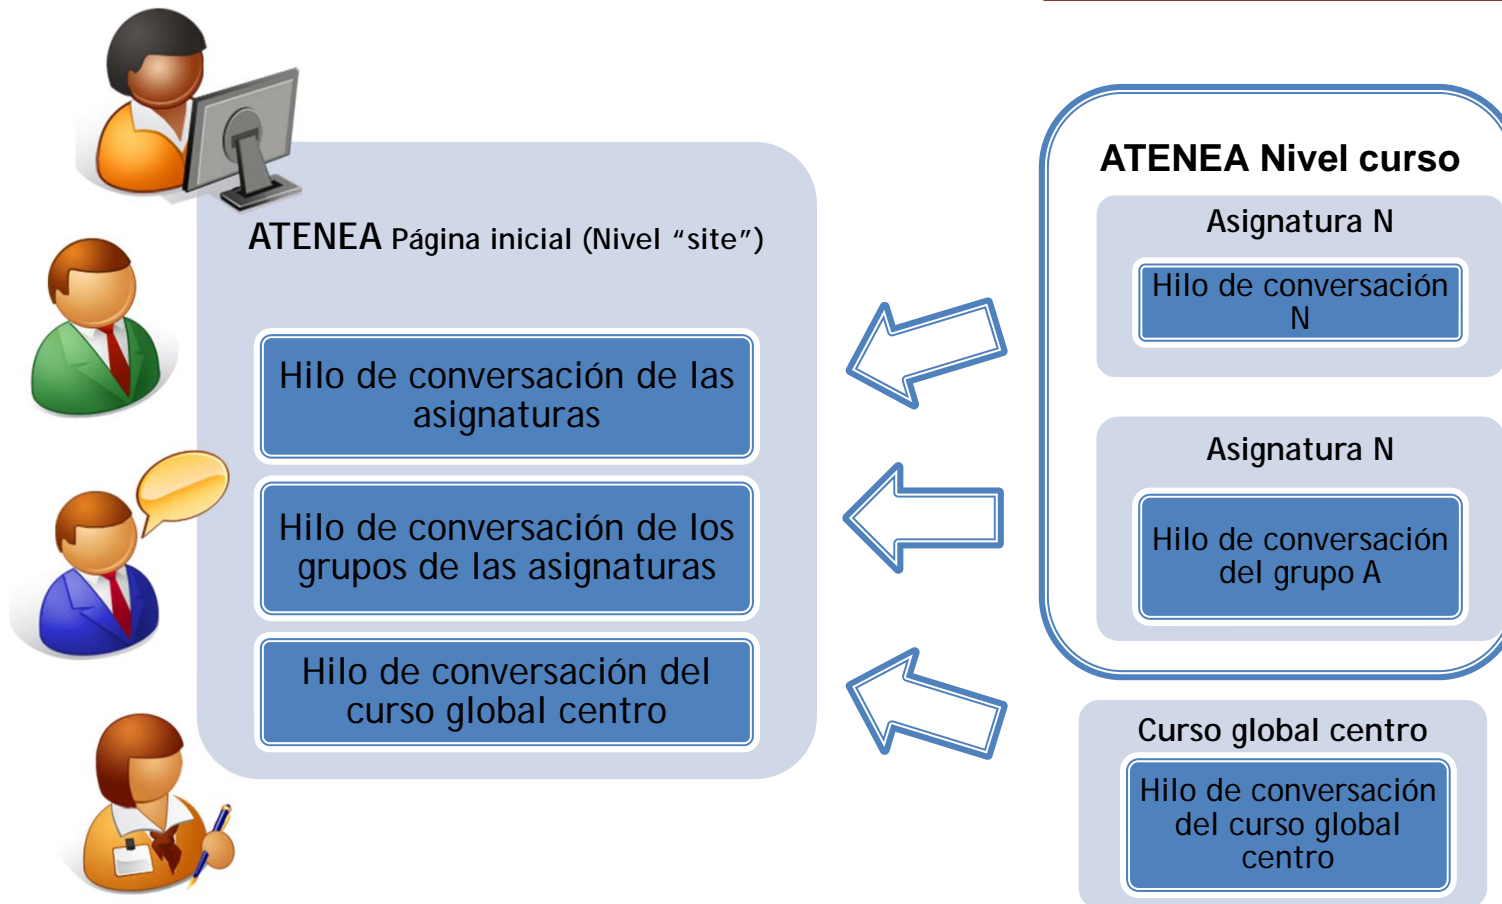 ATENEA Página inicial (Nivel “site”)
Hilo de conversación de las
asignaturas
Hilo de conversación de los
grupos de las asignaturas
Hilo de conversación del
curso global centro
ATENEA Nivel curso
Asignatura N
Hilo de conversación
N
Asignatura N
Hilo de conversación
del grupo A
Curso global centro
Hilo de conversación
del curso global
centro